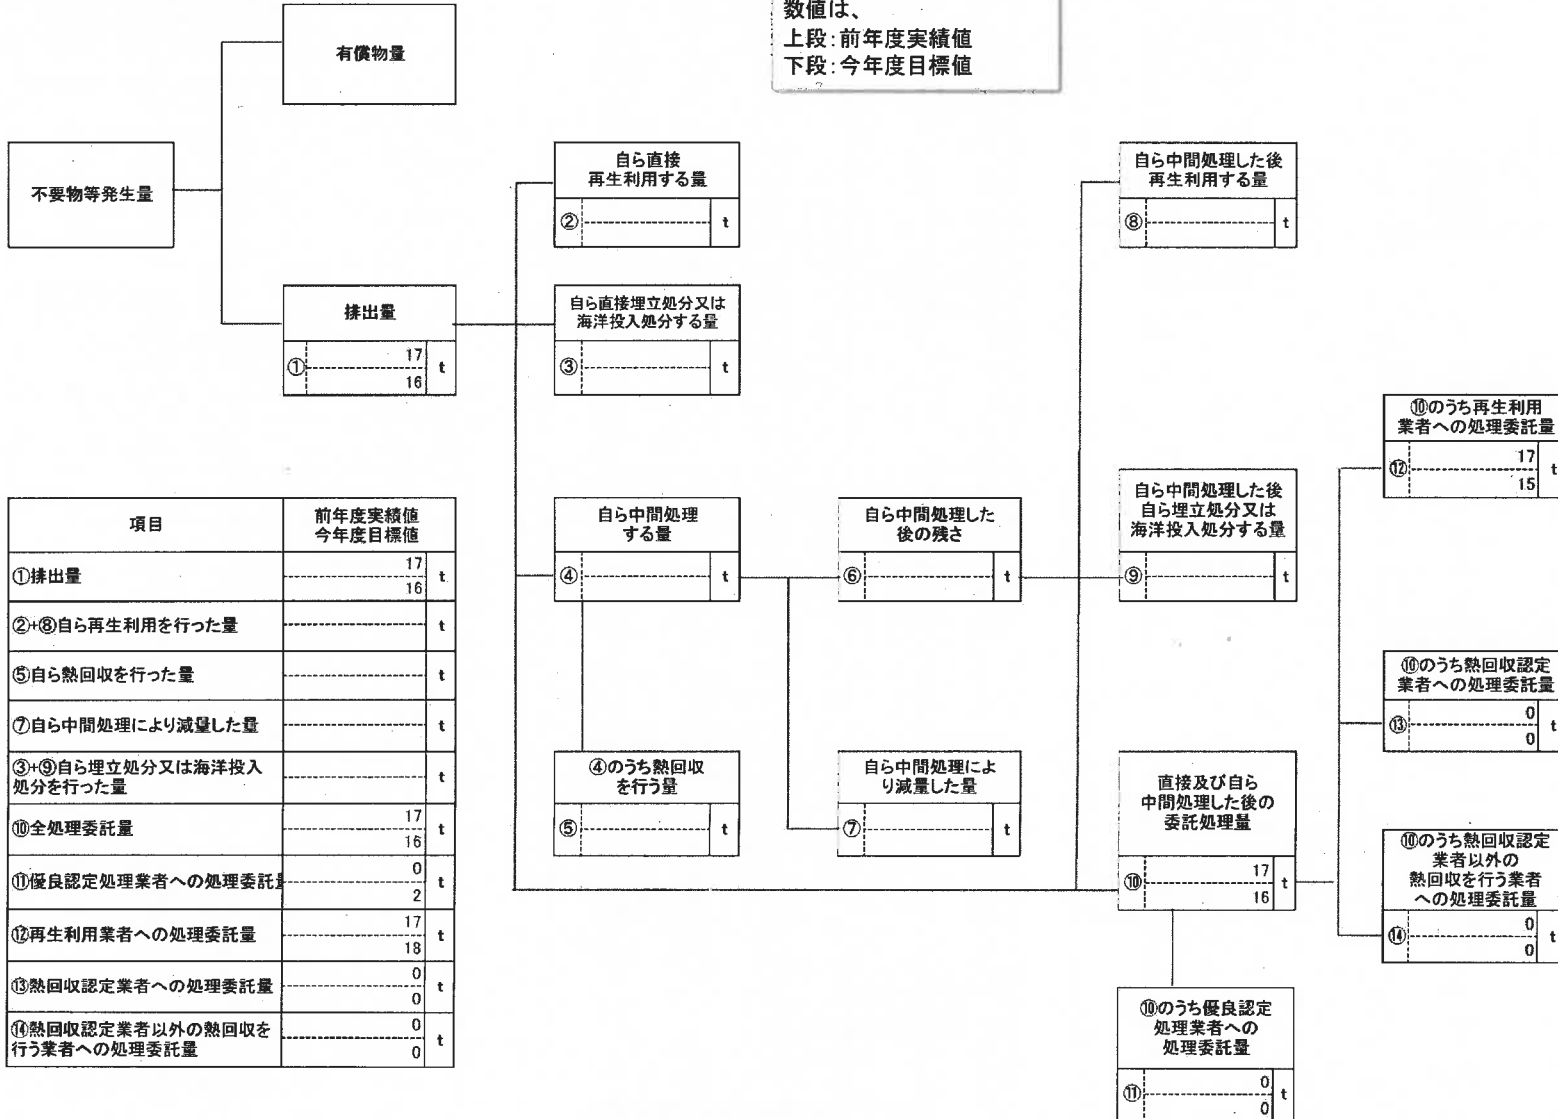 数値は、
上段：前年度実績値
下段：今年度目標値
有償物量
不要物等発生量
排出量
①
17
16
t
自ら直接
再生利用する量
②
t
自ら直接埋立処分又は
海洋投入処分する量
③
t
自ら中間処理した後
再生利用する量
⑧
t
自ら中間処理
する量
④
t
自ら中間処理した
後の残さ
⑥
t
自ら中間処理した後
自ら埋立処分又は
海洋投入処分する量
⑨
t
④のうち熱回収
を行う量
⑤
t
自ら中間処理によ
り減量した量
⑦
t
直接及び自ら
中間処理した後の
委託処理量
⑩
17
16
t
⑩のうち優良認定
処理業者への
処理委託量
⑪
0
0
t
⑩のうち再生利用
業者への処理委託量
⑫
17
15
t
⑩のうち熱回収認定
業者への処理委託量
⑬
0
0
t
⑩のうち熱回収認定
業者以外の
熱回収を行う業者
への処理委託量
⑭
0
0
t
項目
前年度実績値
今年度目標値
①排出量
17
16
t
②+⑧自ら再生利用を行った量
t
⑤自ら熱回収を行った量
t
⑦自ら中間処理により減量した量
t
③+⑨自ら埋立処分又は海洋投入
処分を行った量
t
⑩全処理委託量
17
16
t
⑪優良認定処理業者への処理委託量
0
2
t
⑫再生利用業者への処理委託量
17
18
t
⑬熱回収認定業者への処理委託量
0
0
t
⑭熱回収認定業者以外の熱回収を
行う業者への処理委託量
0
0
t